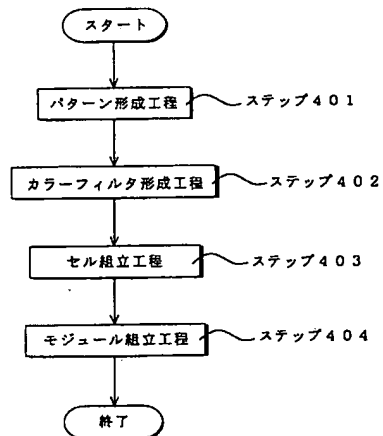 スタート
パターン形成工程 ステップ401
カラーフィルタ形成工程 ステップ402
セル組立工程 ステップ403
モジュール組立工程 ステップ404
終了